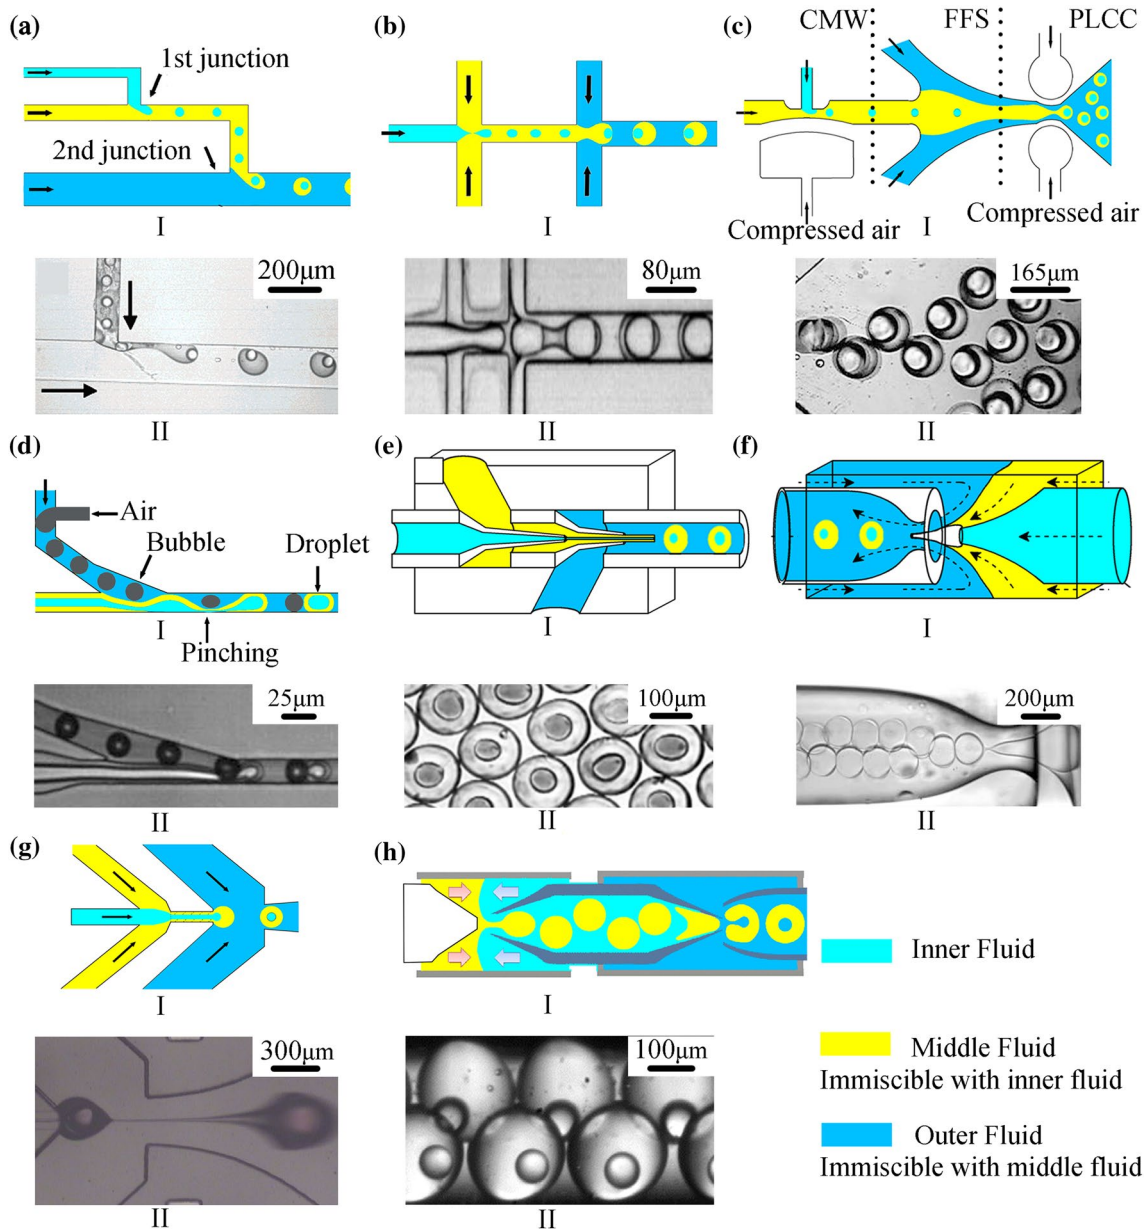 (a)
1st junction
2nd junction
I
200μm
II
(b)
I
80μm
II
(c)
CMW
FFS
PLCC
Compressed air
I
Compressed air
165μm
II
(d)
Air
Bubble
Droplet
I
Pinching
25μm
II
(e)
I
100μm
II
(f)
I
200μm
II
(g)
I
300μm
II
(h)
I
100μm
II
Inner Fluid
Middle Fluid
Immiscible with inner fluid
Outer Fluid
Immiscible with middle fluid